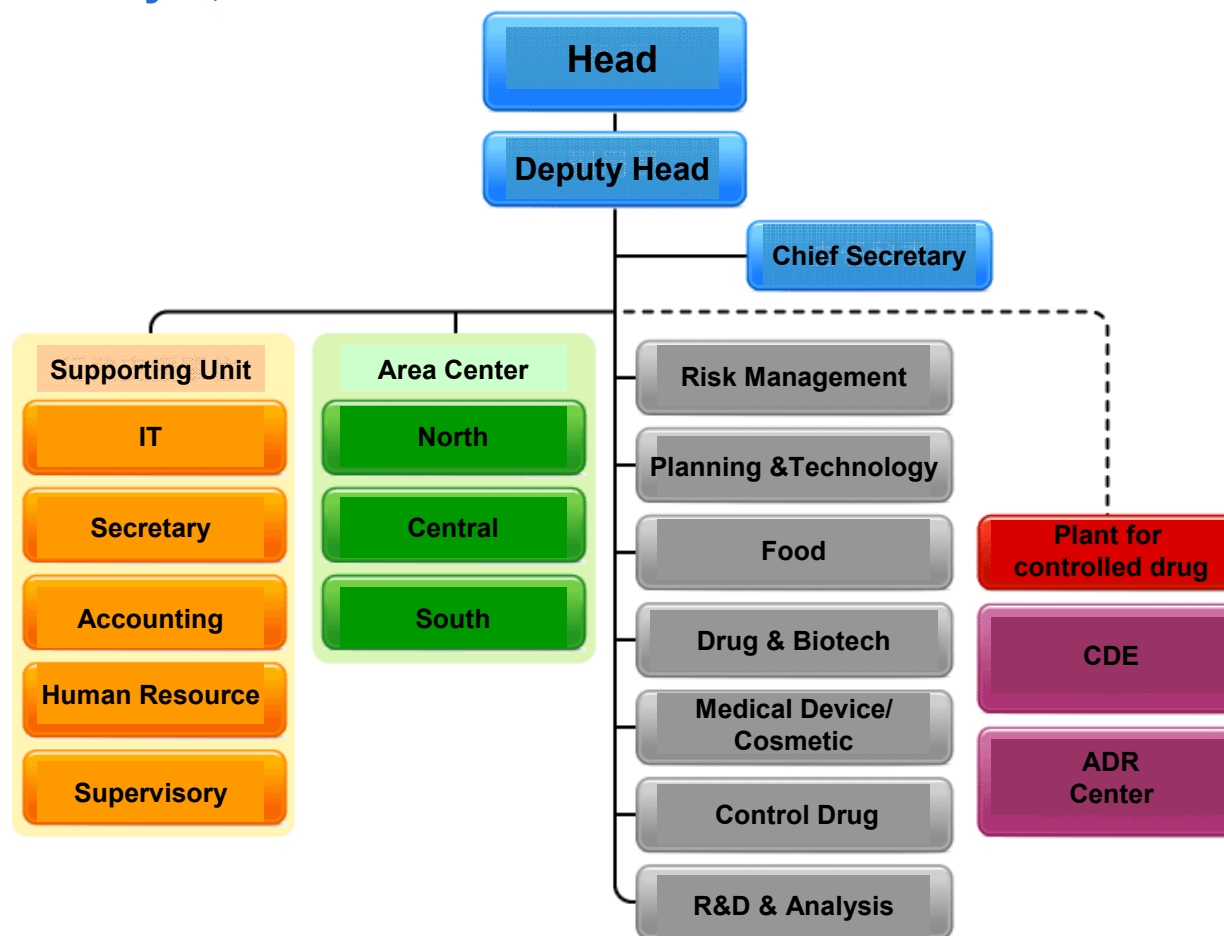 Head
Deputy Head
Chief Secretary
Supporting Unit
IT
Secretary
Accounting
Human Resource
Supervisory
Area Center
North
Central
South
Risk Management
Planning &Technology
Food
Drug & Biotech
Medical Device/
Cosmetic
Control Drug
R&D & Analysis
Plant for
controlled drug
CDE
ADR
Center